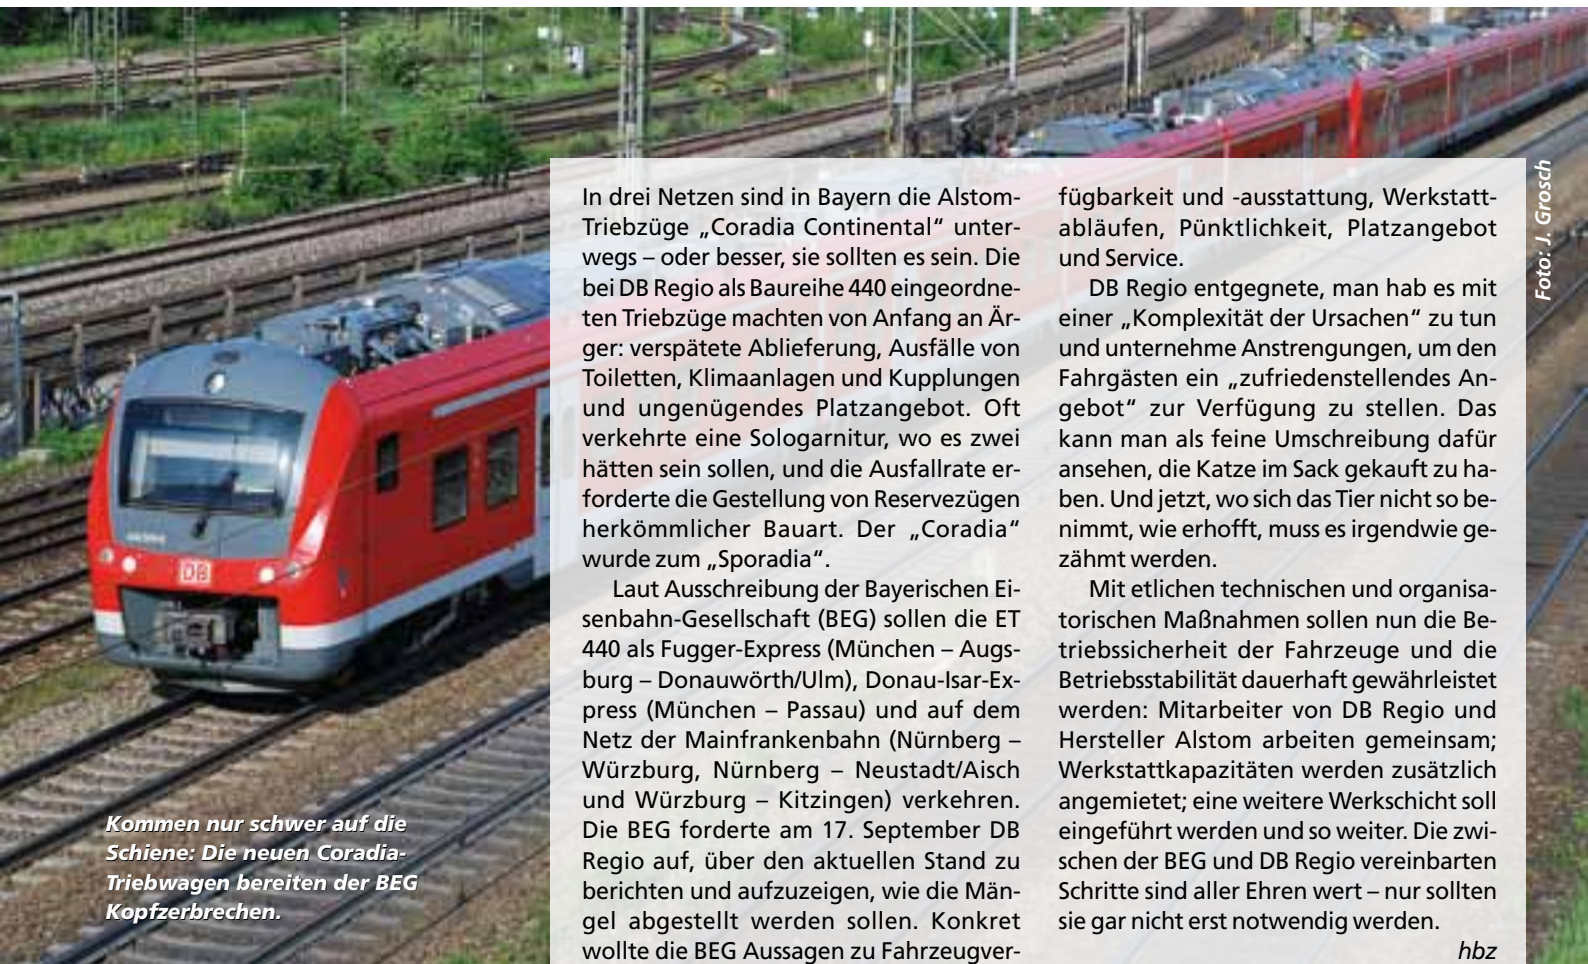 In drei Netzen sind in Bayern die Alstom-
Triebzüge „Coradia Continental“ unter-
wegs – oder besser, sie sollten es sein. Die
bei DB Regio als Baureihe 440 eingeordne-
ten Triebzüge machten von Anfang an Är-
ger: verspätete Ablieferung, Ausfälle von
Toiletten, Klimaanlagen und Kupplungen
und ungenügendes Platzangebot. Oft
verkehrte eine Sologarnitur, wo es zwei
hätten sein sollen, und die Ausfallrate er-
forderte die Gestellung von Reservezügen
herkömmlicher Bauart. Der „Coradia“
wurde zum „Sporadia“.
Laut Ausschreibung der Bayerischen Ei-
senbahn-Gesellschaft (BEG) sollen die ET
440 als Fugger-Express (München – Augs-
burg – Donauwörth/Ulm), Donau-Isar-Ex-
press (München – Passau) und auf dem
Netz der Mainfrankenbahn (Nürnberg –
Würzburg, Nürnberg – Neustadt/Aisch
und Würzburg – Kitzingen) verkehren.
Die BEG forderte am 17. September DB
Regio auf, über den aktuellen Stand zu
berichten und aufzuzeigen, wie die Män-
gel abgestellt werden sollen. Konkret
wollte die BEG Aussagen zu Fahrzeugver-
fügbarkeit und -ausstattung, Werkstatt-
abläufen, Pünktlichkeit, Platzangebot
und Service.
DB Regio entgegnete, man hab es mit
einer „Komplexität der Ursachen“ zu tun
und unternehme Anstrengungen, um den
Fahrgästen ein „zufriedenstellendes An-
gebot“ zur Verfügung zu stellen. Das
kann man als feine Umschreibung dafür
ansehen, die Katze im Sack gekauft zu ha-
ben. Und jetzt, wo sich das Tier nicht so be-
nimmt, wie erhofft, muss es irgendwie ge-
zähmt werden.
Mit etlichen technischen und organisa-
torischen Maßnahmen sollen nun die Be-
triebssicherheit der Fahrzeuge und die
Betriebsstabilität dauerhaft gewährleistet
werden: Mitarbeiter von DB Regio und
Hersteller Alstom arbeiten gemeinsam;
Werkstattkapazitäten werden zusätzlich
angemietet; eine weitere Werkschicht soll
eingeführt werden und so weiter. Die zwi-
schen der BEG und DB Regio vereinbarten
Schritte sind aller Ehren wert – nur sollten
sie gar nicht erst notwendig werden.
hbz
Foto: J. Grosch
DB
Kommen nur schwer auf die
Schiene: Die neuen Coradia-
Triebwagen bereiten der BEG
Kopfzerbrechen.